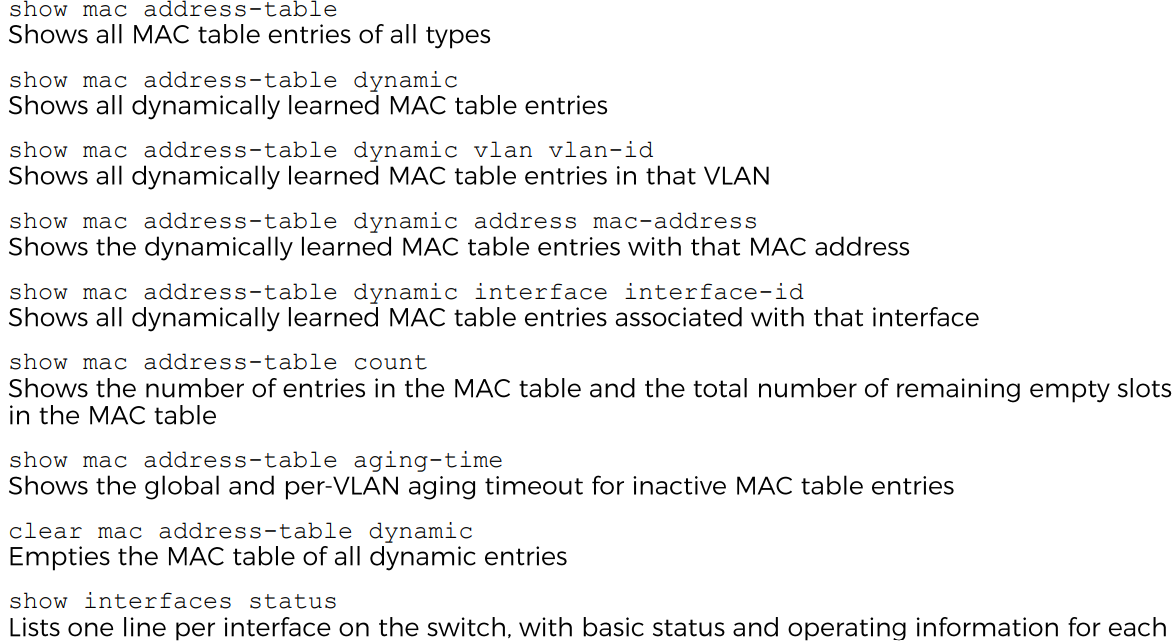 show mac address-table
Shows all MAC table entries of all types
show mac address-table dynamic
Shows all dynamically learned MAC table entries
show mac address-table dynamic vlan vlan-id
Shows all dynamically learned MAC table entries in that VLAN
show mac address-table dynamic address mac-address
Shows the dynamically learned MAC table entries with that MAC address
show mac address-table dynamic interface interface-id
Shows all dynamically learned MAC table entries associated with that interface
show mac address-table count
Shows the number of entries in the MAC table and the total number of remaining empty slots
in the MAC table
show mac address-table aging-time
Shows the global and per-VLAN aging timeout for inactive MAC table entries
clear mac address-table dynamic
Empties the MAC table of all dynamic entries
show interfaces status
Lists one line per interface on the switch, with basic status and operating information for each